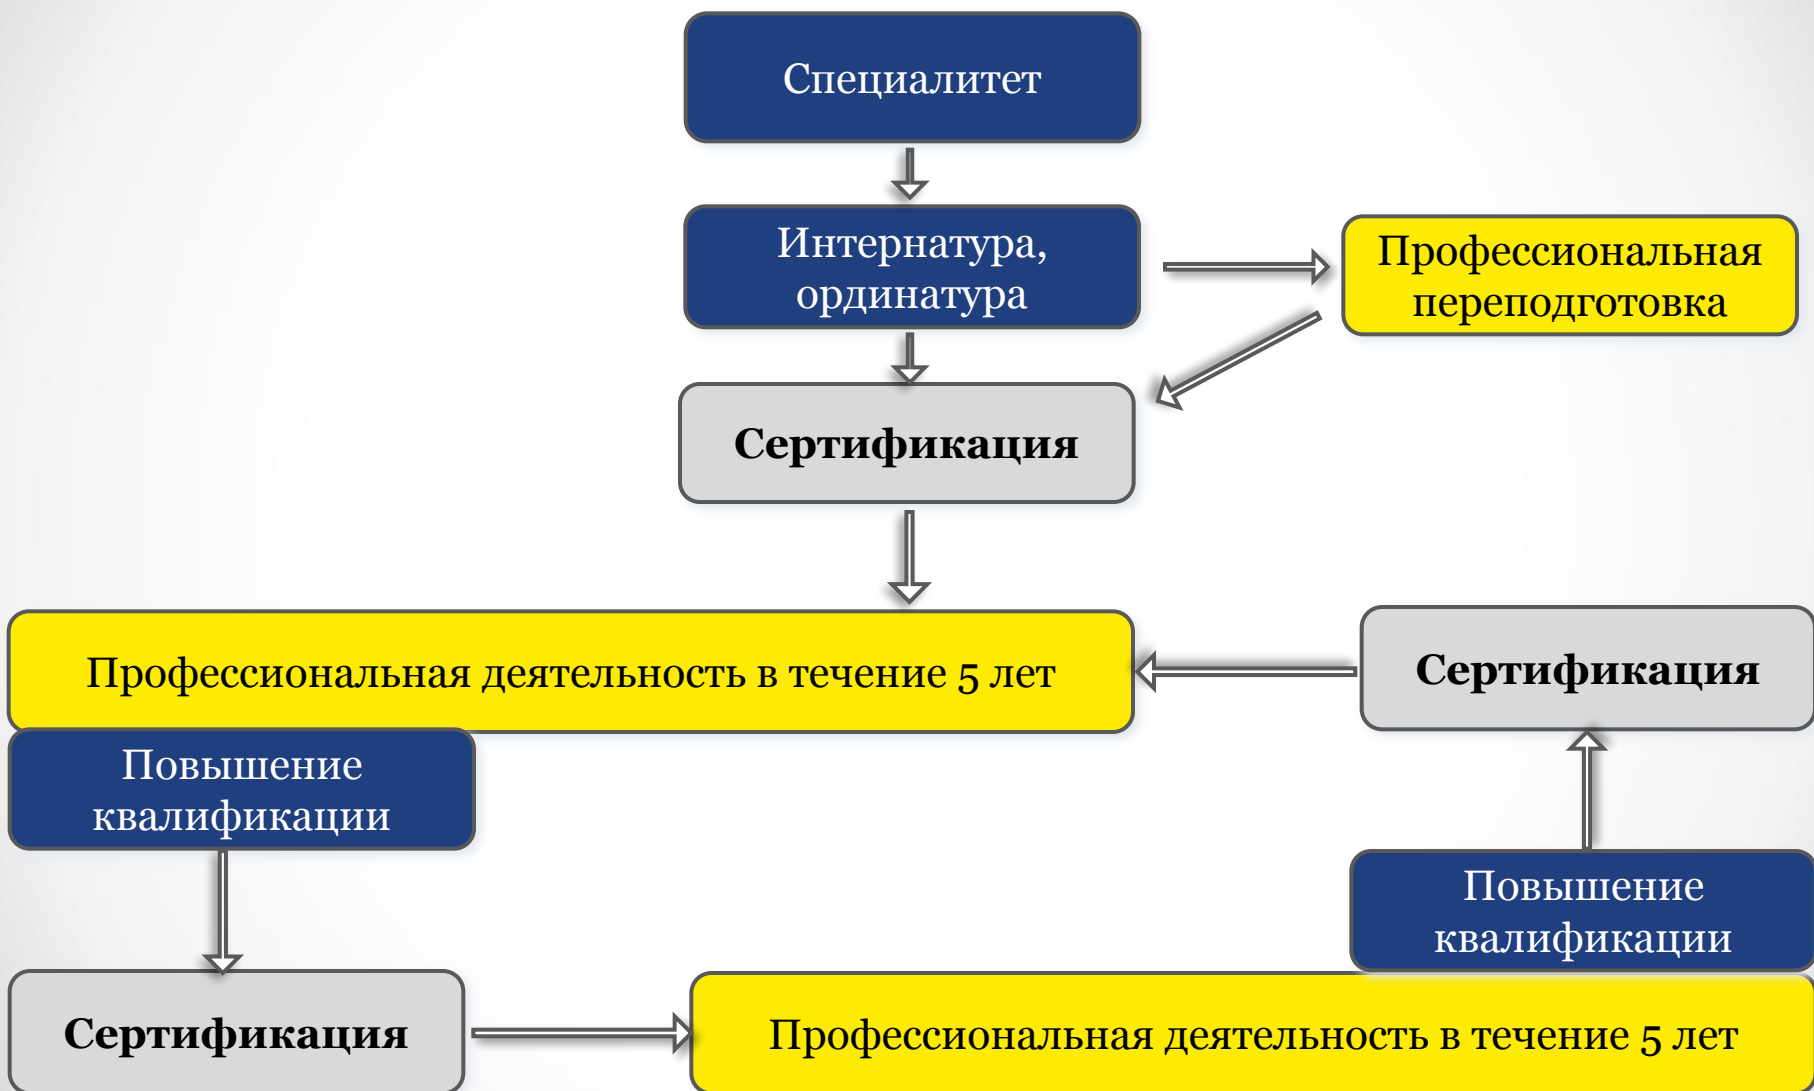 Специалитет
Интернатура,
ординатура
Профессиональная
переподготовка
Сертификация
Профессиональная деятельность в течение 5 лет
Сертификация
Повышение
квалификации
Повышение
квалификации
Сертификация
Профессиональная деятельность в течение 5 лет